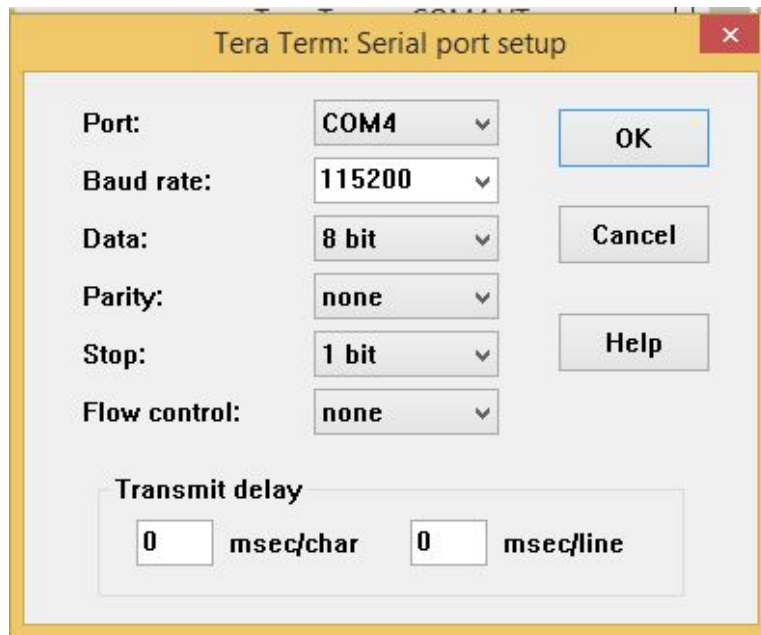 Tera Term: Serial port setup
Port: COM4 OK
Baud rate: 115200
Data: 8 bit Cancel
Parity: none
Stop: 1 bit Help
Flow control: none
Transmit delay
0 msec/char 0 msec/line